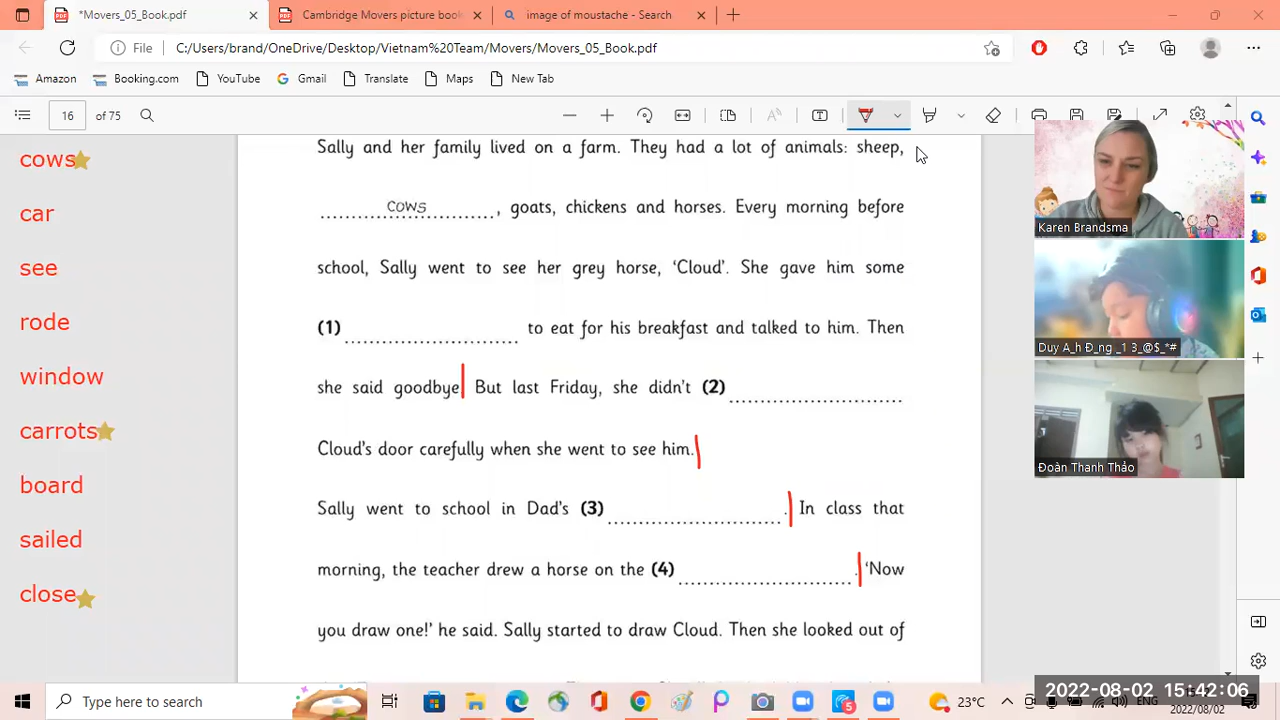 *Movers_05_Book.pdf
Cambridge Movers picture book
image of moustache - Search
File
C:/Users/brand/OneDrive/Desktop/Vietnam%20Team/Movers/Movers_05_Book.pdf
Amazon
Booking.com
YouTube
Gmail
Translate
Maps
New Tab
16
of 75
cows
car
see
rode
window
carrots
board
sailed
close
Sally and her family lived on a farm. They had a lot of animals: sheep,
cows, goats, chickens and horses. Every morning before
school, Sally went to see her grey horse, ‘Cloud’. She gave him some
(1) to eat for his breakfast and talked to him. Then
she said goodbye But last Friday, she didn’t (2)
Cloud’s door carefully when she went to see him.
Sally went to school in Dad’s (3) . In class that
morning, the teacher drew a horse on the (4) . ‘Now
you draw one!’ he said. Sally started to draw Cloud. Then she looked out of
Karen Brandsma
Duy A_h Đ_ng _1 3_@$_*#
Đoàn Thanh Thảo
Type here to search
5
23°C
ENG
2022-08-02 15:42:06
2022/08/02